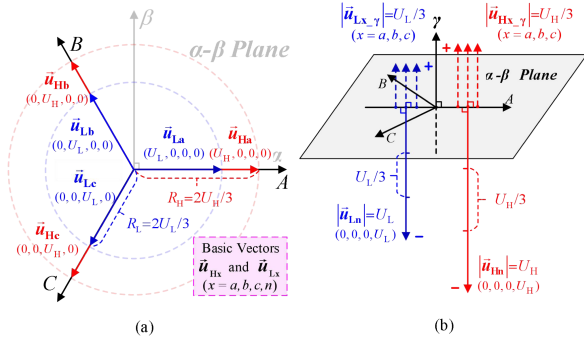 β
α-β Plane
B
u⃗Hb
(0,UH,0,0)
u⃗Lb
(0,UL,0,0)
u⃗La
(UL,0,0,0)
u⃗Ha
(UH,0,0,0)
α
A
u⃗Lc
(0,0,UL,0)
RH=2UH/3
RL=2UL/3
u⃗Hc
(0,0,UH,0)
C
Basic Vectors
u⃗Hx and u⃗Lx
(x = a,b,c,n)
(a)
|u⃗Lx_γ|=UL/3
(x = a,b,c)
|u⃗Hx_γ|=UH/3
(x = a,b,c)
γ
+
+
α-β Plane
B
A
C
UL/3
UH/3
|u⃗Ln|=UL
(0,0,0,UL)
−
|u⃗Hn|=UH
(0,0,0,UH)
−
(b)